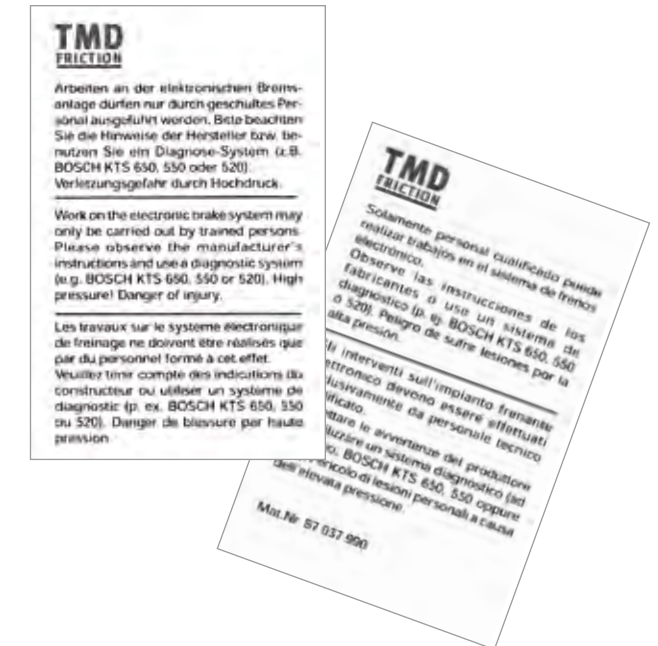 TMD
FRICTION
Arbeiten an der elektronischen Brems-
anlage dürfen nur durch geschultes Per-
sonal ausgeführt werden. Bitte beachten
Sie die Hinweise der Hersteller bzw. be-
nutzen Sie ein Diagnose-System (z.B.
BOSCH KTS 650, 550 oder 520).
Verletzungsgefahr durch Hochdruck.
Work on the electronic brake system may
only be carried out by trained persons.
Please observe the manufacturer's
instructions and use a diagnostic system
(e.g. BOSCH KTS 650, 550 or 520). High
pressure! Danger of injury.
Les travaux sur le système électronique
de freinage ne doivent être réalisés que
par du personnel formé à cet effet.
Veuillez tenir compte des indications du
constructeur ou utiliser un système de
diagnostic (p. ex. BOSCH KTS 650, 550
ou 520). Danger de blessure par haute
pression
TMD
FRICTION
Solamente personal cualificado puede
realizar trabajos en el sistema de frenos
electrónico.
Observe las instrucciones de los
fabricantes o use un sistema de
diagnóstico (p. ej. BOSCH KTS 650, 550
ó 520). Peligro de sufrir lesiones por la
alta presión.
interventi sull'impianto frenante
devono essere effettuati
da personale tecnico
le avvertenze del produttore
un sistema diagnostico (ad
BOSCH KTS 650, 550 oppure
di lesioni personali a causa
dell'elevata pressione.
Mat.Nr 87 037 990